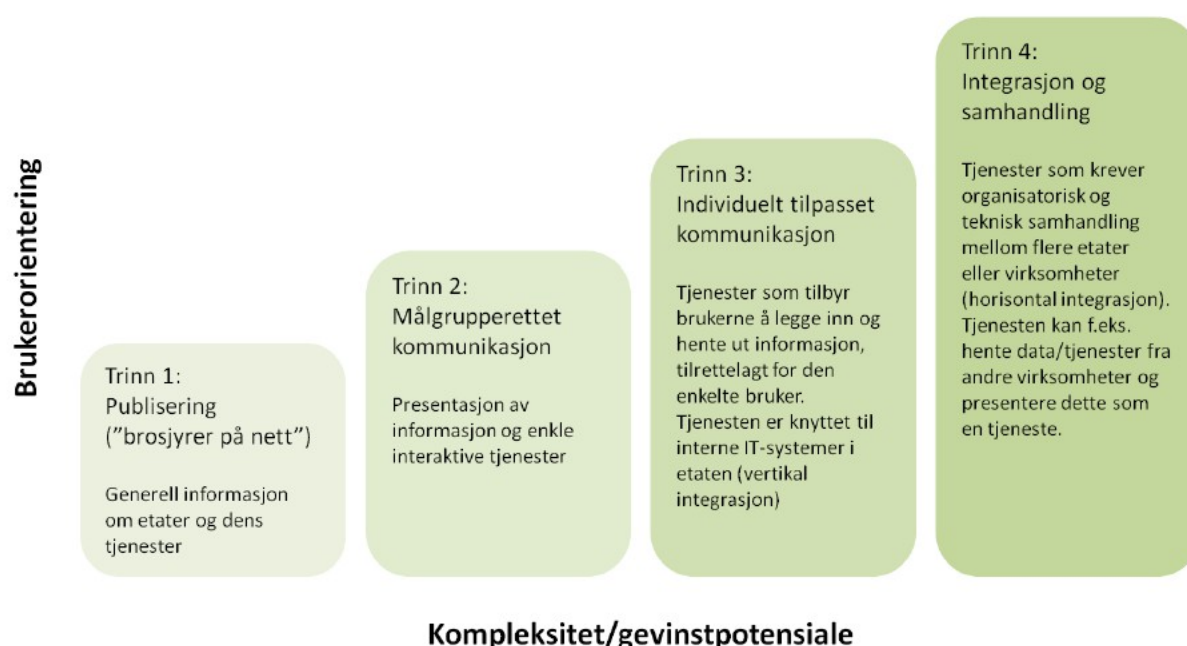 Brukerorientering
Trinn 1:
Publisering
("brosjyrer på nett”)
Generell informasjon
om etater og dens
tjenester
Trinn 2:
Målgrupperettet
kommunikasjon
Presentasjon av
informasjon og enkle
interaktive tjenester
Trinn 3:
Individuelt tilpasset
kommunikasjon
Tjenester som tilbyr
brukerne å legge inn og
hente ut informasjon,
tilrettelagt for den
enkelte bruker.
Tjenesten er knyttet til
interne IT-systemer i
etaten (vertikal
integrasjon)
Trinn 4:
Integrasjon og
samhandling
Tjenester som krever
organisatorisk og
teknisk samhandling
mellom flere etater
eller virksomheter
(horisontal integrasjon).
Tjenesten kan f.eks.
hente data/tjenester fra
andre virksomheter og
presentere dette som
en tjeneste.
Kompleksitet/gevinstpotensiale